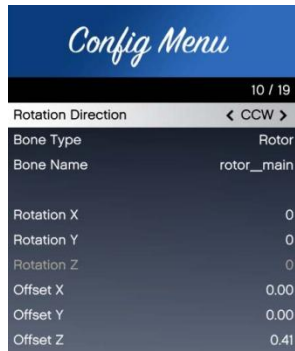 Config Menu
10 / 19
Rotation Direction < CCW >
Bone Type Rotor
Bone Name rotor__main
Rotation X 0
Rotation Y 0
Rotation Z 0
Offset X 0.00
Offset Y 0.00
Offset Z 0.41